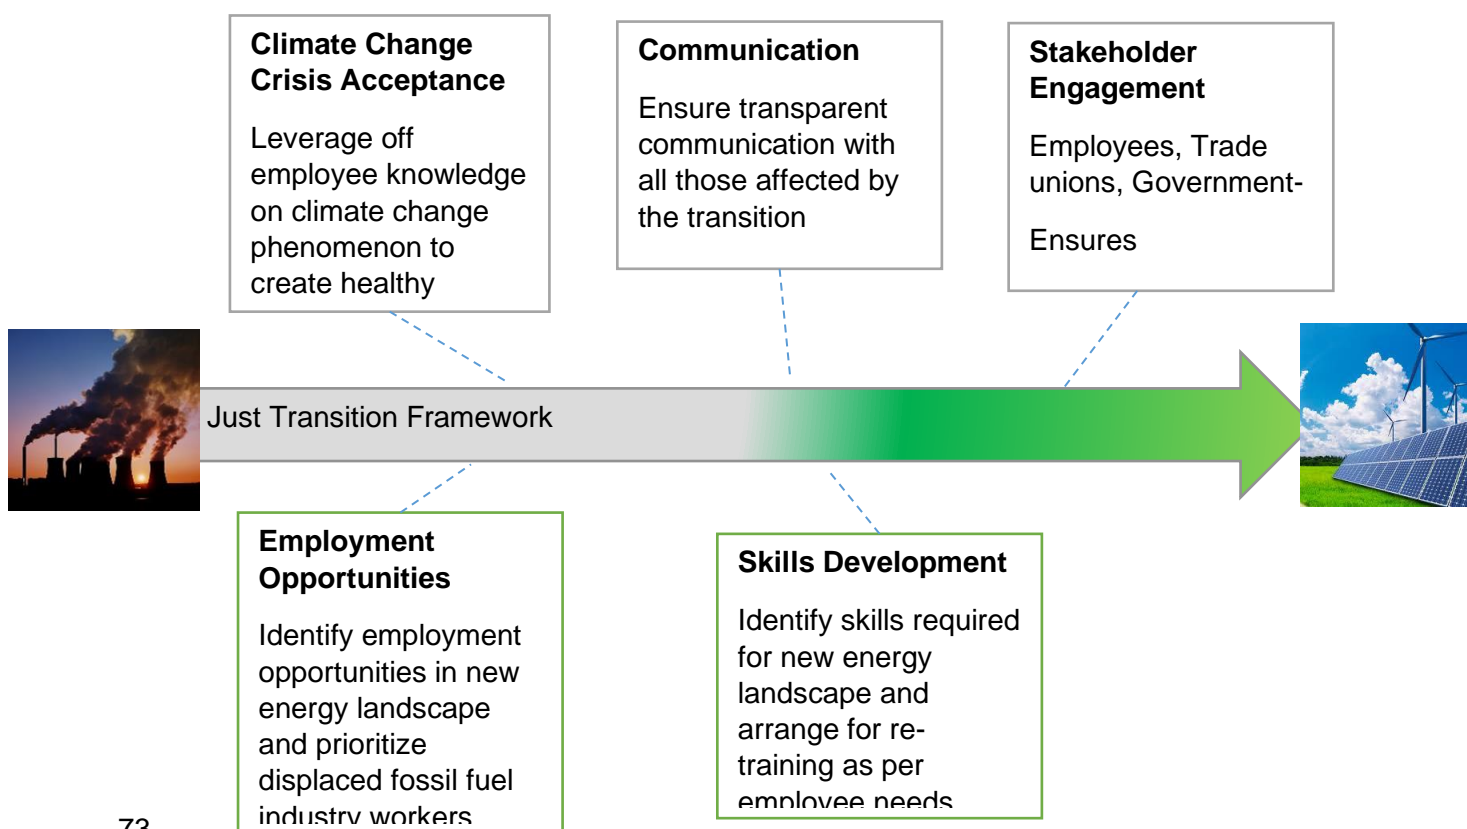 Climate Change
Crisis Acceptance
Leverage off
employee knowledge
on climate change
phenomenon to
create healthy
Communication
Ensure transparent
communication with
all those affected by
the transition
Stakeholder
Engagement
Employees, Trade
unions, Government-
Ensures
Just Transition Framework
Employment
Opportunities
Identify employment
opportunities in new
energy landscape
and prioritize
displaced fossil fuel
industry workers
Skills Development
Identify skills required
for new energy
landscape and
arrange for re-
training as per
employee needs
73